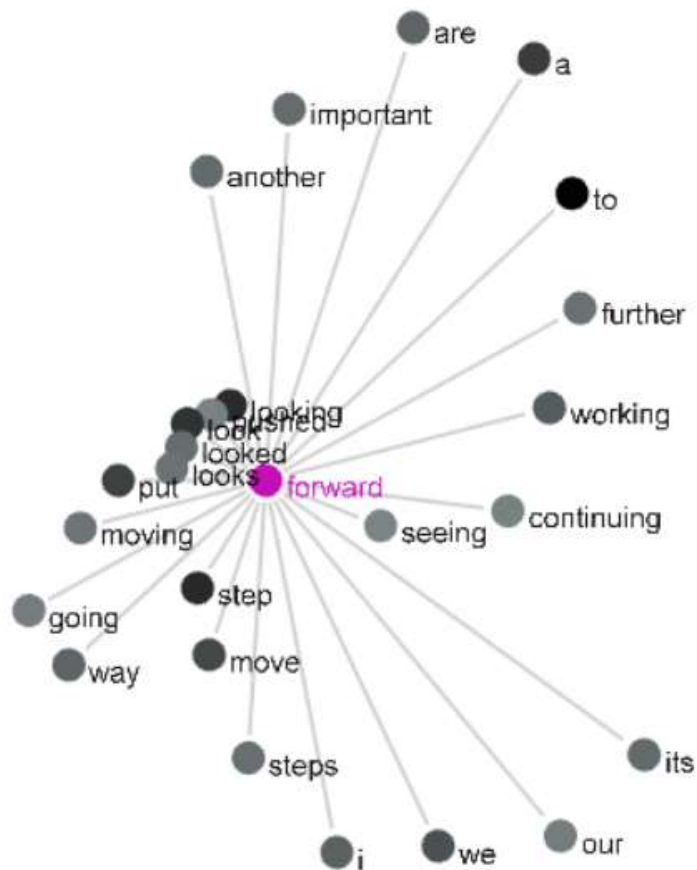 are
a
important
another
to
further
looking
pushed
working
look
looked
looks
put
forward
continuing
moving
seeing
step
going
move
way
its
steps
our
we
i